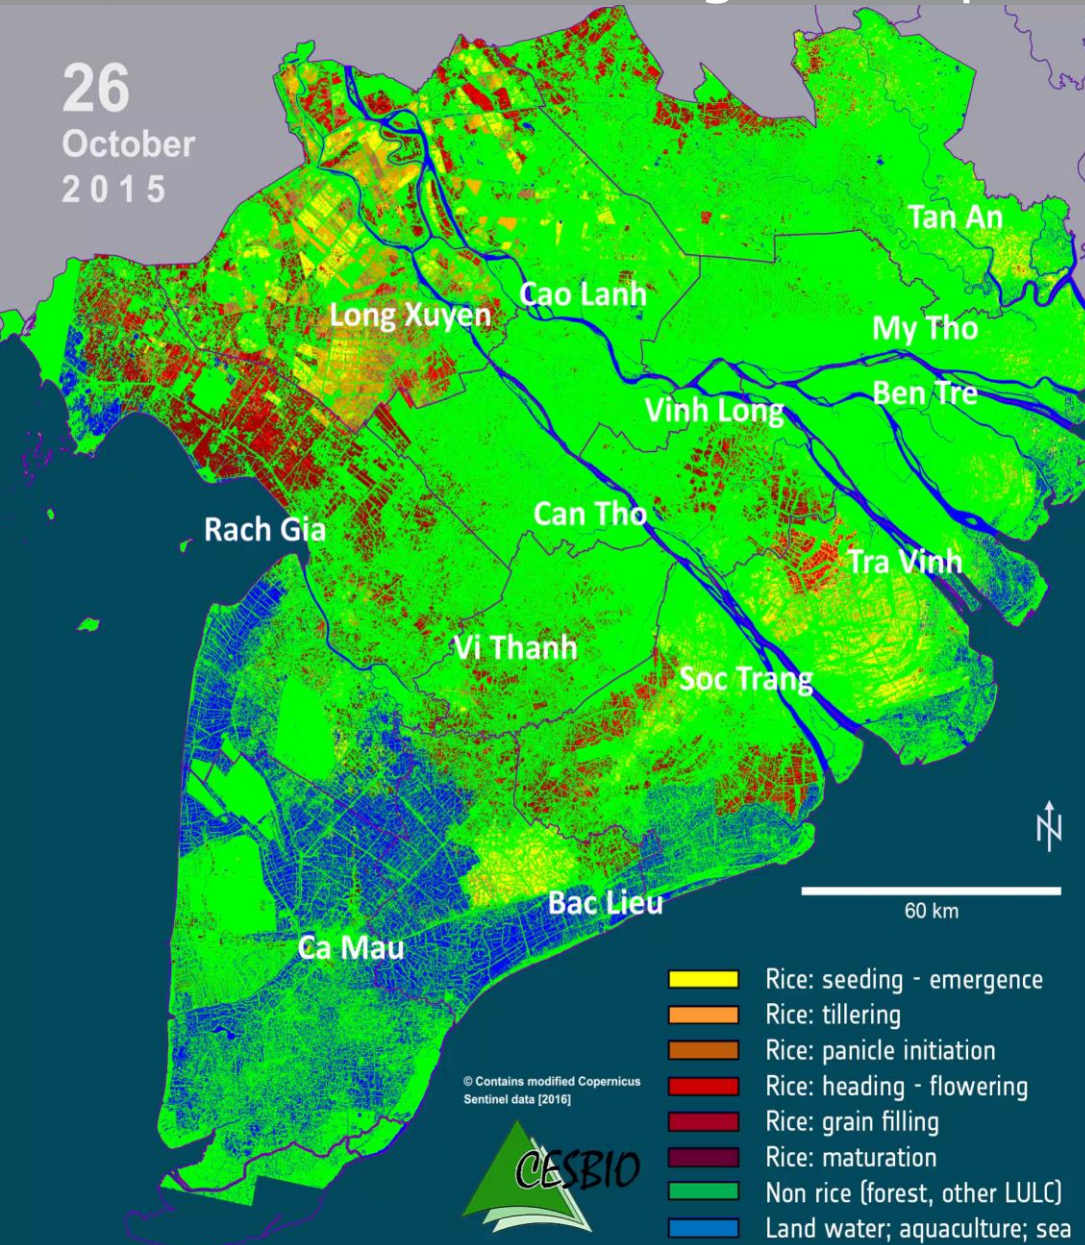 26
October
2015
Tan An
Cao Lanh
Long Xuyen
My Tho
Ben Tre
Vinh Long
Rach Gia
Can Tho
Tra Vinh
Vi Thanh
Soc Trang
N
Bac Lieu
60 km
Ca Mau
Rice: seeding - emergence
Rice: tillering
Rice: panicle initiation
Rice: heading - flowering
Rice: grain filling
Rice: maturation
Non rice (forest, other LULC)
Land water; aquaculture; sea
© Contains modified Copernicus
Sentinel data [2016]
CESBIO